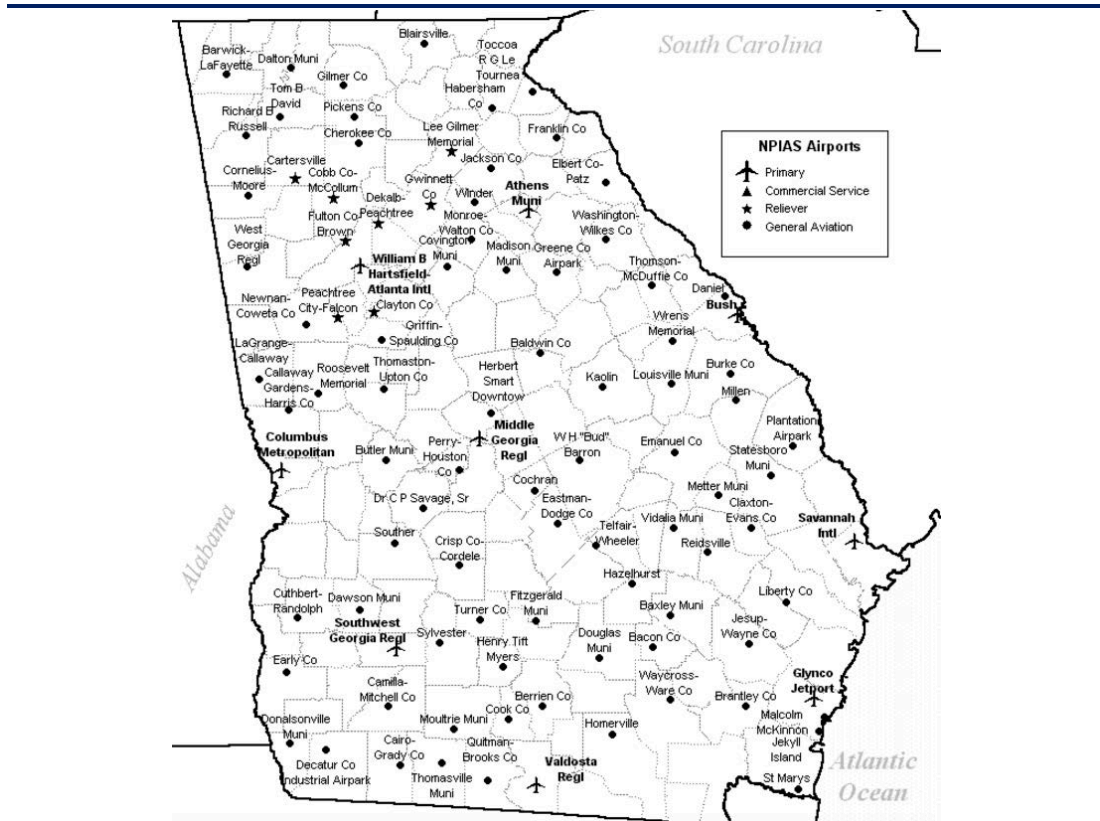 South Carolina
Blairsville
Toccoa
R G Le
Tournea
Barwick-
LaFayette
Dalton Muni
Gilmer Co
Habersham
Co
Tom B
David
Pickens Co
Richard B
Russell
Cherokee Co
Lee Gilmer
Memorial
Franklin Co
NPIAS Airports
Primary
Commercial Service
Reliever
General Aviation
Cartersville
Jackson Co
Elbert Co-
Patz
Cornelius-
Moore
Cobb Co-
McCollum
Gwinnett
Co
Winder
Athens
Muni
Dekalb-
Peachtree
Fulton Co-
Brown
Monroe-
Walton Co
Washington-
Wilkes Co
West
Georgia
Regl
Covington
Muni
Madison
Muni
Greene Co
Airpark
William B
Hartsfield-
Atlanta Intl
Thomson-
McDuffie Co
Daniel
Bush
Newnan-
Coweta Co
Peachtree
City-Falcon
Clayton Co
Griffin-
Spaulding Co
Wrens
Memorial
LaGrange-
Callaway
Baldwin Co
Callaway
Gardens-
Harris Co
Roosevelt
Memorial
Thomaston-
Upton Co
Herbert
Smart
Downtow
Kaolin
Louisville Muni
Burke Co
Millen
Columbus
Metropolitan
Butler Muni
Perry-
Houston
Co
Middle
Georgia
Regl
W H "Bud"
Barron
Emanuel Co
Plantation
Airpark
Statesboro
Muni
Cochran
Metter Muni
Dr C P Savage, Sr
Eastman-
Dodge Co
Claxton-
Evans Co
Savannah
Intl
Alabama
Souther
Crisp Co-
Cordele
Telfair-
Wheeler
Vidalia Muni
Reidsville
Hazelhurst
Cuthbert-
Randolph
Dawson Muni
Turner Co
Fitzgerald
Muni
Baxley Muni
Liberty Co
Southwest
Georgia Regl
Sylvester
Henry Tift
Myers
Douglas
Muni
Bacon Co
Jesup-
Wayne Co
Early Co
Camilla-
Mitchell Co
Waycross-
Ware Co
Glynco
Jetport
Brantley Co
Donalsonville
Muni
Moultrie Muni
Cook Co
Berrien Co
Homerville
Malcolm
McKinnon
Jekyll
Island
Decatur Co
Industrial Airpark
Cairo-
Grady Co
Thomasville
Muni
Quitman-
Brooks Co
Valdosta
Regl
St Marys
Atlantic
Ocean